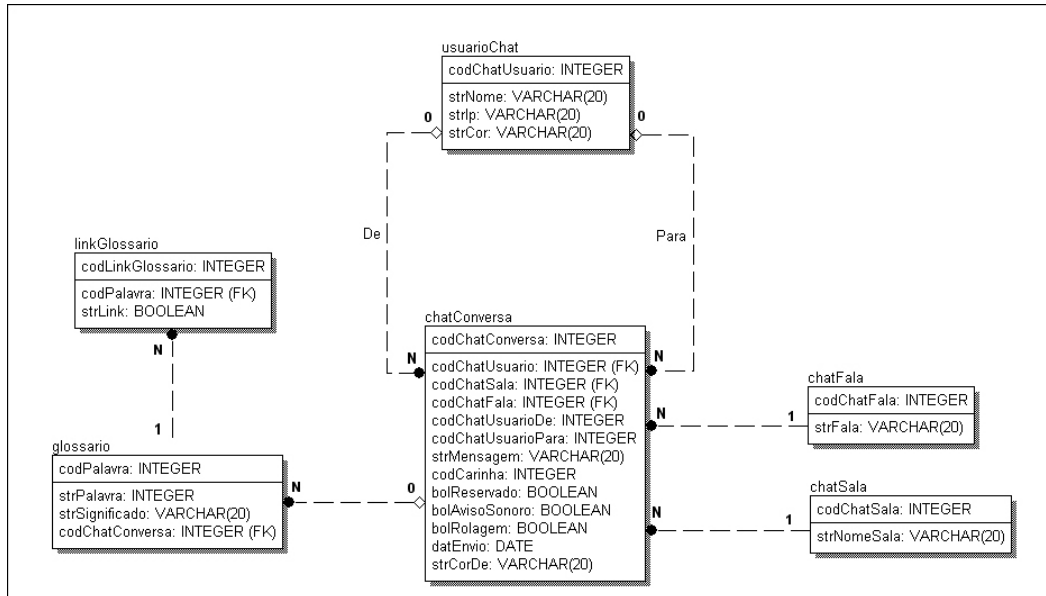 usuarioChat
codChatUsuario: INTEGER
strNome: VARCHAR(20)
strIp: VARCHAR(20)
strCor: VARCHAR(20)
0
0
De
Para
linkGlossario
codLinkGlossario: INTEGER
codPalavra: INTEGER (FK)
strLink: BOOLEAN
N
1
glossario
codPalavra: INTEGER
strPalavra: INTEGER
strSignificado: VARCHAR(20)
codChatConversa: INTEGER (FK)
N
0
chatConversa
codChatConversa: INTEGER
codChatUsuario: INTEGER (FK)
codChatSala: INTEGER (FK)
codChatFala: INTEGER (FK)
codChatUsuarioDe: INTEGER
codChatUsuarioPara: INTEGER
strMensagem: VARCHAR(20)
codCarinha: INTEGER
bolReservado: BOOLEAN
bolAvisoSonoro: BOOLEAN
bolRolagem: BOOLEAN
datEnvio: DATE
strCorDe: VARCHAR(20)
N
N
N
1
N
1
chatFala
codChatFala: INTEGER
strFala: VARCHAR(20)
chatSala
codChatSala: INTEGER
strNomeSala: VARCHAR(20)